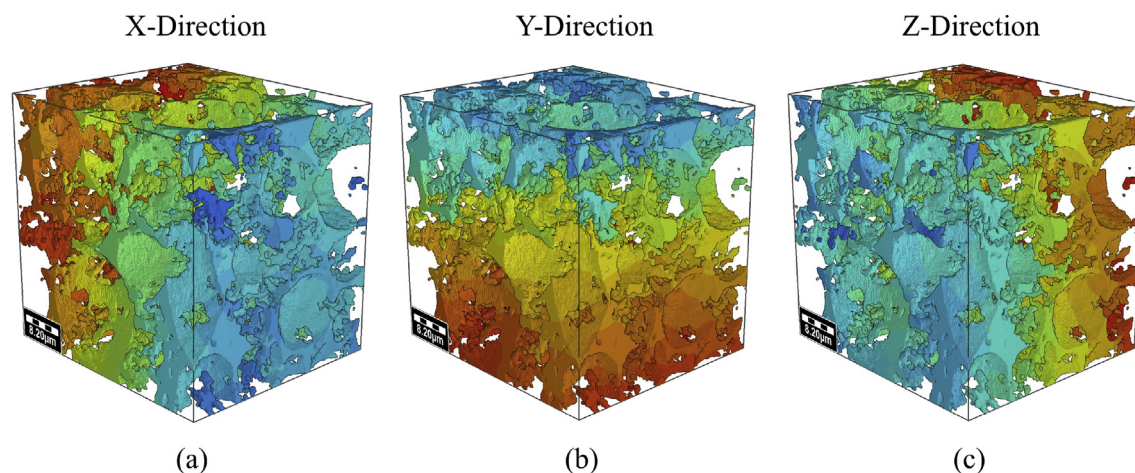 X-Direction
Y-Direction
Z-Direction
8.20µm
8.20µm
8.20µm
(a)
(b)
(c)